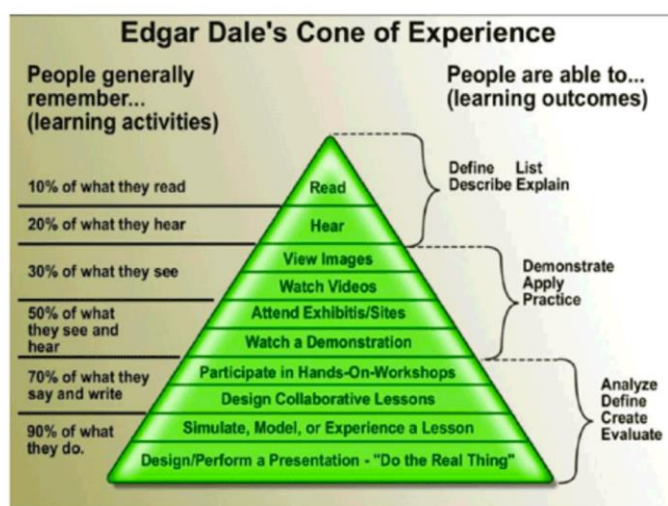 Edgar Dale's Cone of Experience
People generally
remember...
(learning activities)
People are able to...
(learning outcomes)
10% of what they read
20% of what they hear
30% of what they see
50% of what
they see and
hear
70% of what they
say and write
90% of what
they do.
Read
Hear
View Images
Watch Videos
Attend Exhibitis/Sites
Watch a Demonstration
Participate in Hands-On-Workshops
Design Collaborative Lessons
Simulate, Model, or Experience a Lesson
Design/Perform a Presentation - "Do the Real Thing"
Define List
Describe Explain
Demonstrate
Apply
Practice
Analyze
Define
Create
Evaluate